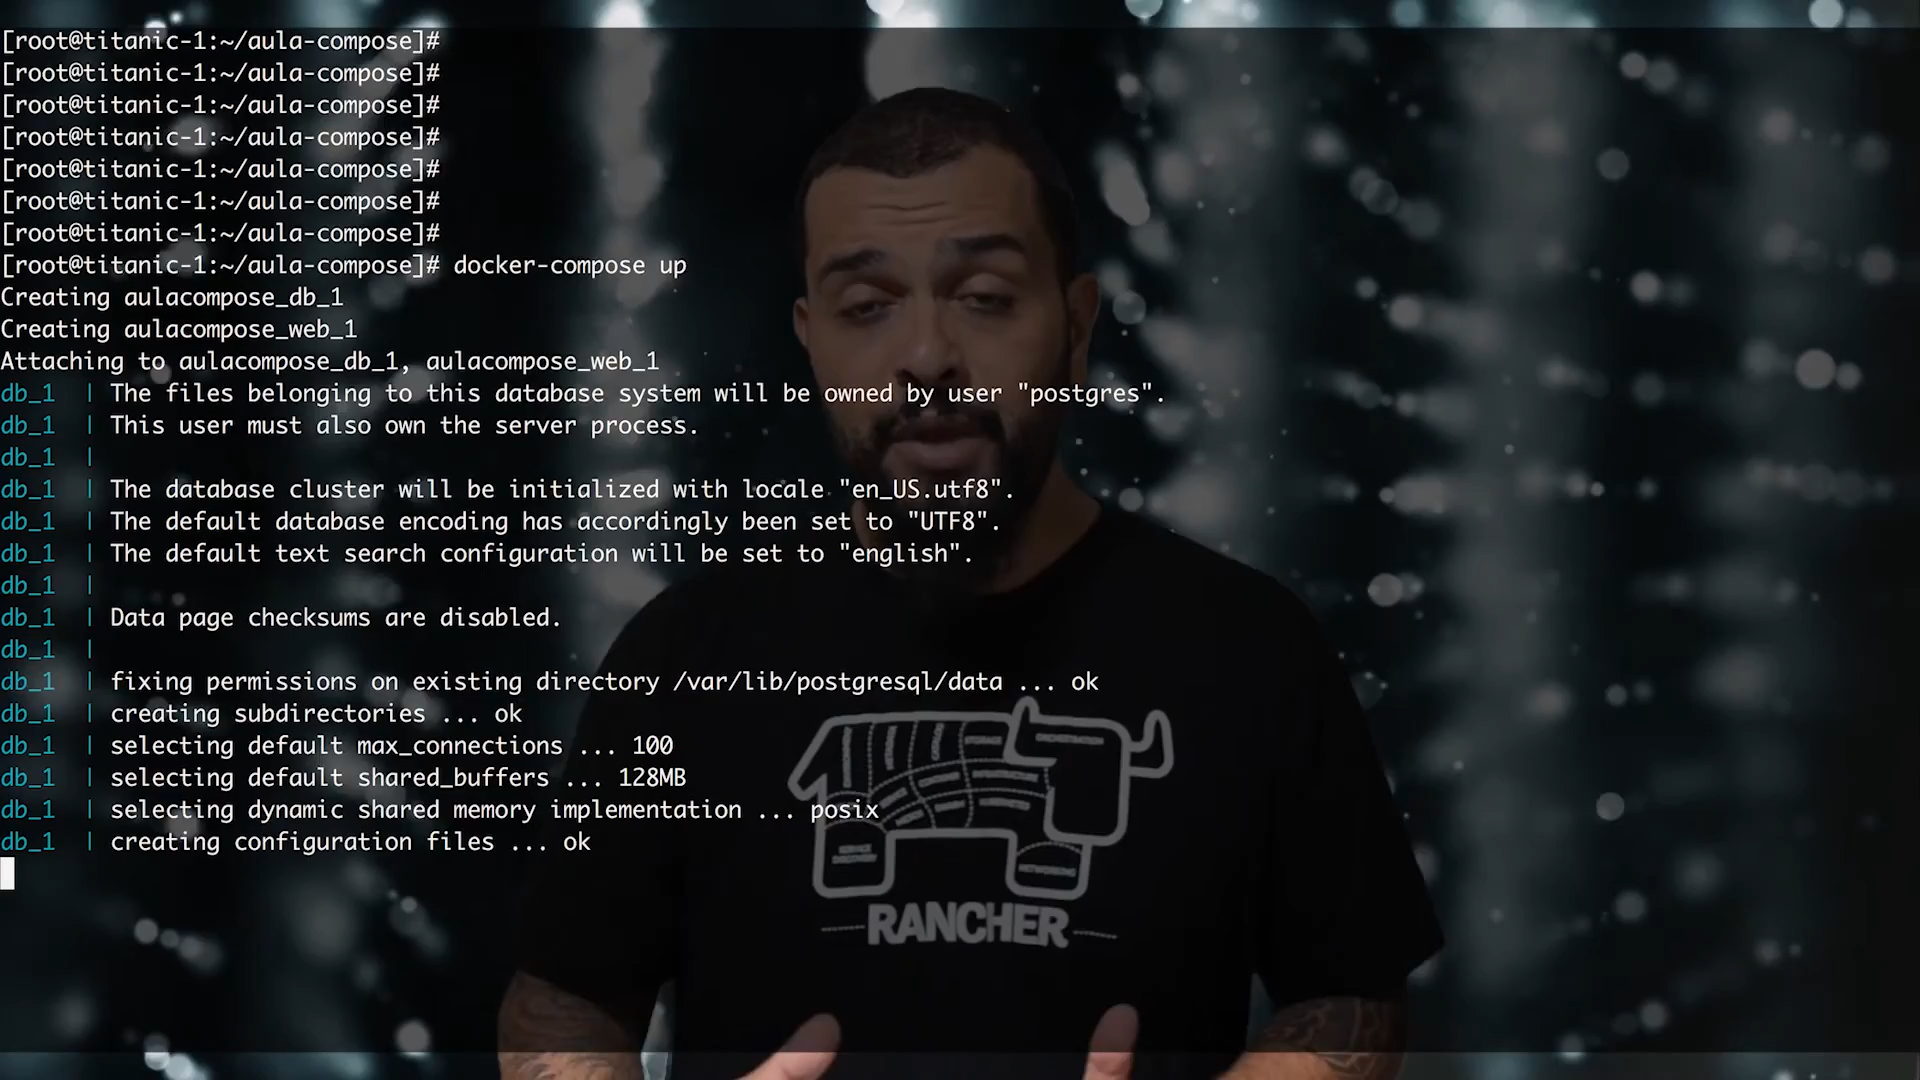 [root@titanic-1:~/aula-compose]#
[root@titanic-1:~/aula-compose]#
[root@titanic-1:~/aula-compose]#
[root@titanic-1:~/aula-compose]#
[root@titanic-1:~/aula-compose]#
[root@titanic-1:~/aula-compose]#
[root@titanic-1:~/aula-compose]#
[root@titanic-1:~/aula-compose]# docker-compose up
Creating aulacompose_db_1
Creating aulacompose_web_1
Attaching to aulacompose_db_1, aulacompose_web_1
db_1  | The files belonging to this database system will be owned by user "postgres".
db_1  | This user must also own the server process.
db_1  |
db_1  | The database cluster will be initialized with locale "en_US.utf8".
db_1  | The default database encoding has accordingly been set to "UTF8".
db_1  | The default text search configuration will be set to "english".
db_1  |
db_1  | Data page checksums are disabled.
db_1  |
db_1  | fixing permissions on existing directory /var/lib/postgresql/data ... ok
db_1  | creating subdirectories ... ok
db_1  | selecting default max_connections ... 100
db_1  | selecting default shared_buffers ... 128MB
db_1  | selecting dynamic shared memory implementation ... posix
db_1  | creating configuration files ... ok
RANCHER